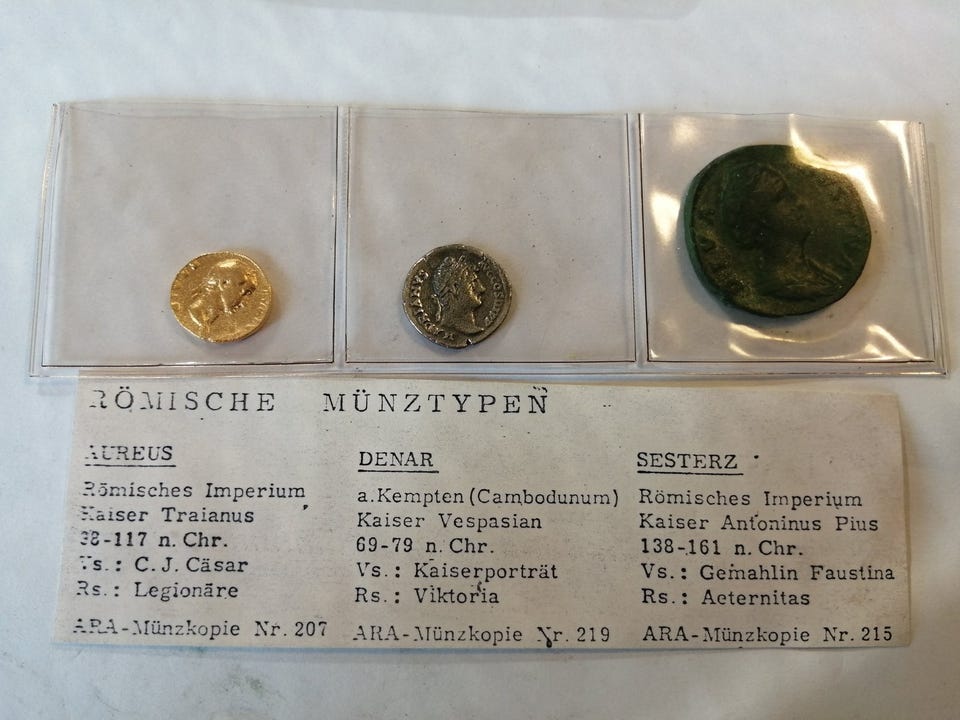 RÖMISCHE MÜNZTYPEN
AUREUS
Römisches Imperium
Kaiser Traianus
38-117 n. Chr.
Vs.: C. J. Cäsar
Rs.: Legionäre
ARA-Münzkopie Nr. 207
DENAR
a. Kempten (Cambodunum)
Kaiser Vespasian
69-79 n. Chr.
Vs.: Kaiserporträt
Rs.: Viktoria
ARA-Münzkopie Nr. 219
SESTERZ
Römisches Imperium
Kaiser Antoninus Pius
138-161 n. Chr.
Vs.: Gemahlin Faustina
Rs.: Aeternitas
ARA-Münzkopie Nr. 215